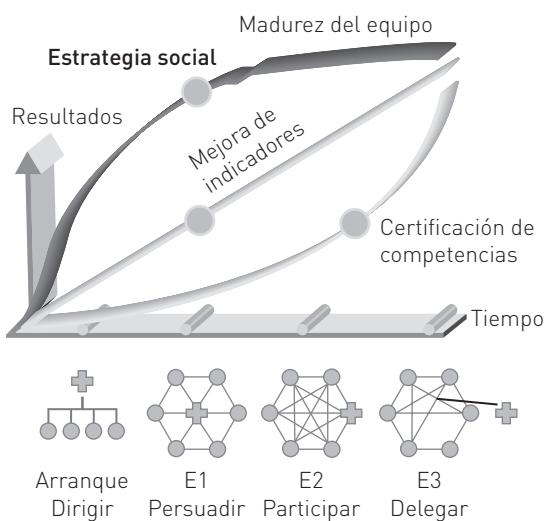 Madurez del equipo
Estrategia social
Resultados
Mejora de
indicadores
Certificación de
competencias
Tiempo
Arranque
Dirigir
E1
Persuadir
E2
Participar
E3
Delegar